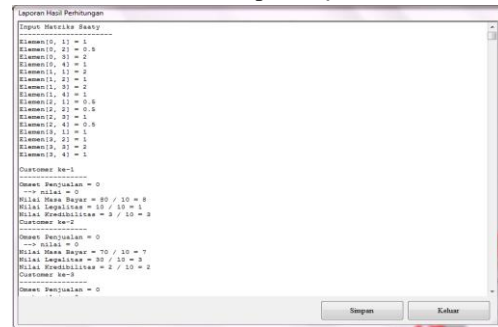 Laporan Hasil Perhitungan
Input Matriks Saaty
----------------------
Elemen[0, 1] = 1
Elemen[0, 2] = 0.5
Elemen[0, 3] = 2
Elemen[0, 4] = 1
Elemen[1, 1] = 2
Elemen[1, 2] = 1
Elemen[1, 3] = 2
Elemen[1, 4] = 1
Elemen[2, 1] = 0.5
Elemen[2, 2] = 0.5
Elemen[2, 3] = 1
Elemen[2, 4] = 0.5
Elemen[3, 1] = 1
Elemen[3, 2] = 1
Elemen[3, 3] = 2
Elemen[3, 4] = 1
Customer ke-1
----------------
Omset Penjualan = 0
--> nilai = 0
Nilai Masa Bayar = 80 / 10 = 8
Nilai Legalitas = 10 / 10 = 1
Nilai Kredibilitas = 3 / 10 = 3
Customer ke-2
----------------
Omset Penjualan = 0
--> nilai = 0
Nilai Masa Bayar = 70 / 10 = 7
Nilai Legalitas = 30 / 10 = 3
Nilai Kredibilitas = 2 / 10 = 2
Customer ke-3
----------------
Omset Penjualan = 0
Simpan
Keluar